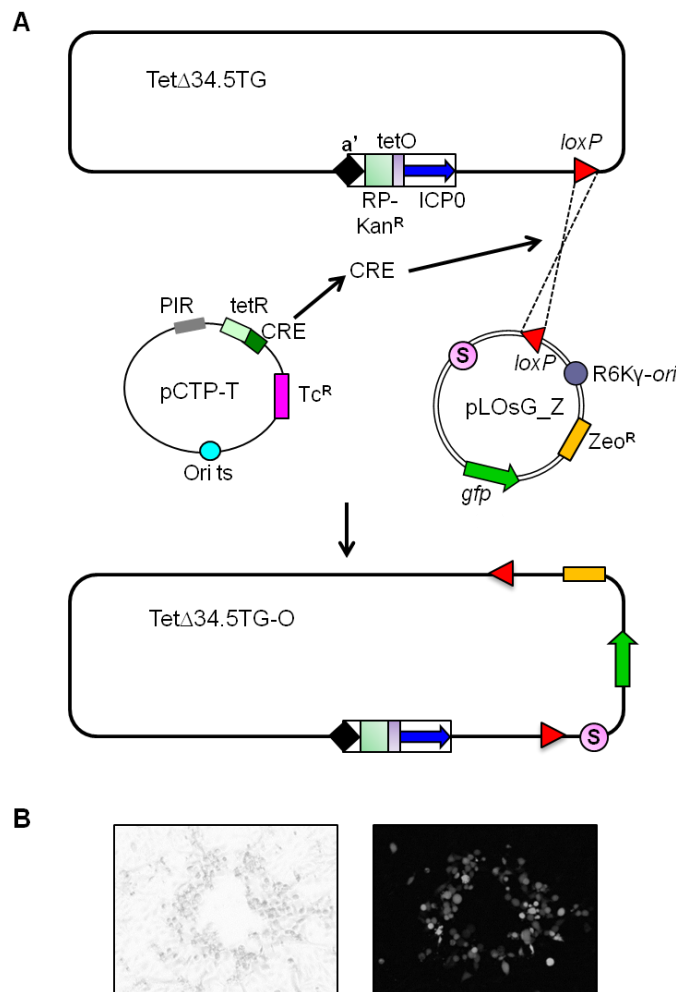 A
TetΔ34.5TG
a' tetO
loxP
RP- ICP0
Kanᴿ
CRE
PIR
tetR
CRE
pCTP-T
Tcᴿ
Ori ts
S
loxP
R6Kγ-ori
pLOsG_Z
Zeoᴿ
gfp
TetΔ34.5TG-O
S
B